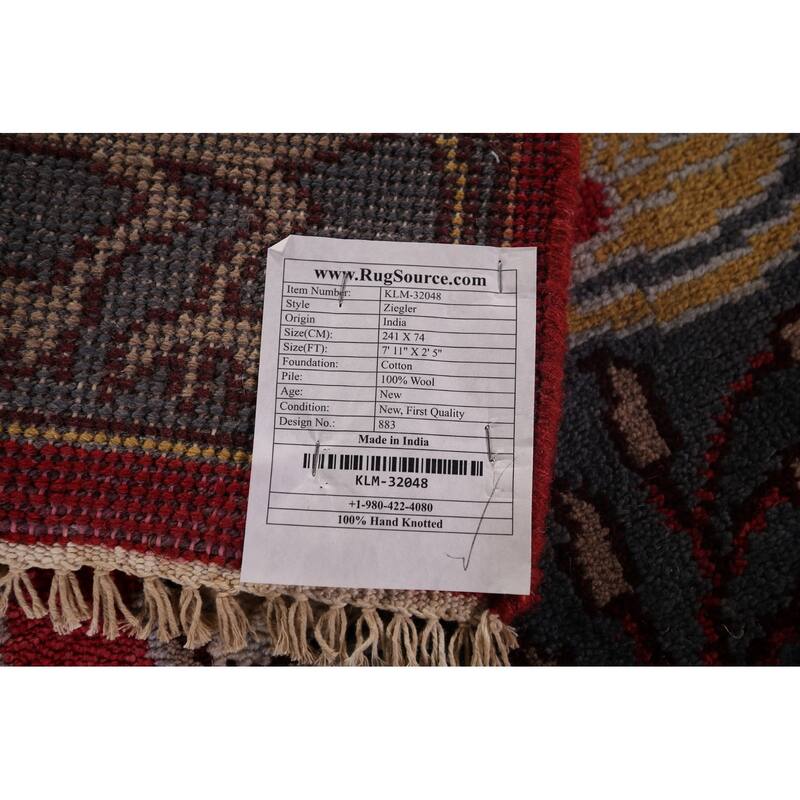 www.RugSource.com
Item Number: KLM-32048
Style Ziegler
Origin India
Size(CM): 241 X 74
Size(FT): 7' 11" X 2' 5"
Foundation: Cotton
Pile: 100% Wool
Age: New
Condition: New, First Quality
Design No.: 883
Made in India
KLM-32048
+1-980-422-4080
100% Hand Knotted